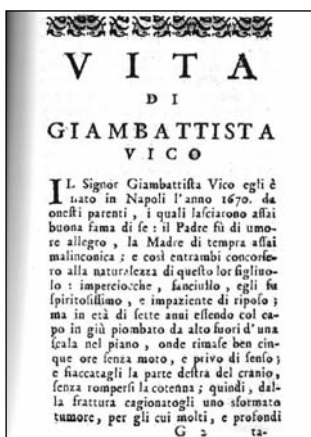 VITA
DI
GIAMBATTISTA
VICO
IL Signor Giambattiſta Vico egli è
nato in Napoli l'anno 1670. da
oneſti parenti, i quali laſciarono aſſai
buona fama di ſe: il Padre fù di umo-
re allegro, la Madre di tempra aſſai
malinconica; e così entrambi concorſe-
ro alla naturalezza di queſto lor figliuo-
lo: imperciocche, fanciullo, egli fu
ſpiritoſiſſimo, e impaziente di ripoſo;
ma in età di ſette anni eſſendo col ca-
po in giù piombato da alto fuori d'una
ſcala nel piano, onde rimaſe ben cin-
que ore ſenza moto, e privo di ſenſo;
e fiaccatagli la parte deſtra del cranio,
ſenza romperſi la cotenna; quindi, dal-
la frattura cagionatogli uno sformato
tumore, per gli cui molti, e profondi
G 2 ta-